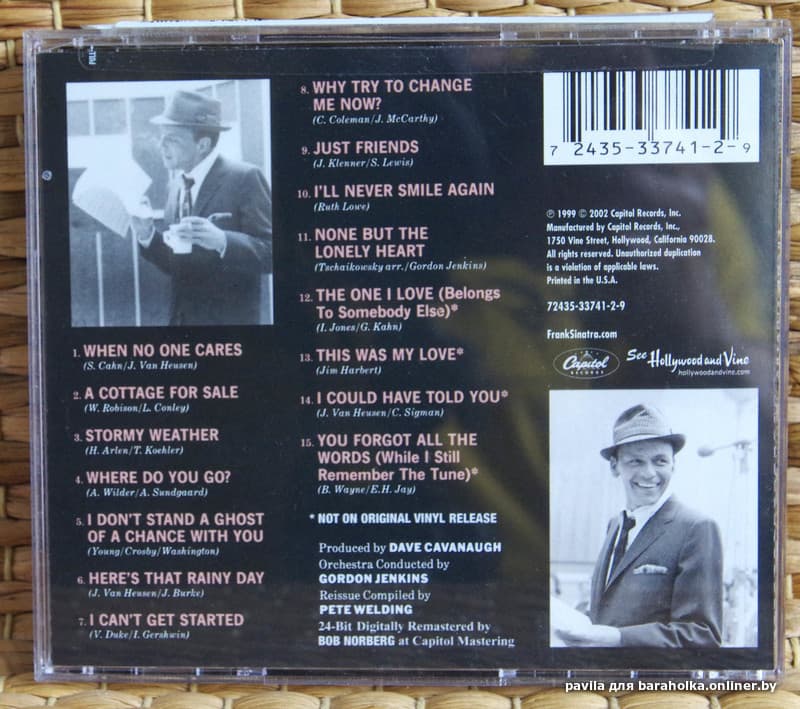 1. WHEN NO ONE CARES
(S. Cahn/J. Van Heusen)
2. A COTTAGE FOR SALE
(W. Robison/L. Conley)
3. STORMY WEATHER
(H. Arlen/T. Koehler)
4. WHERE DO YOU GO?
(A. Wilder/A. Sundgaard)
5. I DON'T STAND A GHOST
OF A CHANCE WITH YOU
(Young/Crosby/Washington)
6. HERE'S THAT RAINY DAY
(J. Van Heusen/J. Burke)
7. I CAN'T GET STARTED
(V. Duke/I. Gershwin)
8. WHY TRY TO CHANGE
ME NOW?
(C. Coleman/J. McCarthy)
9. JUST FRIENDS
(J. Klenner/S. Lewis)
10. I'LL NEVER SMILE AGAIN
(Ruth Lowe)
11. NONE BUT THE
LONELY HEART
(Tschaikowsky arr./Gordon Jenkins)
12. THE ONE I LOVE (Belongs
To Somebody Else)*
(I. Jones/G. Kahn)
13. THIS WAS MY LOVE*
(Jim Harbert)
14. I COULD HAVE TOLD YOU*
(J. Van Heusen/C. Sigman)
15. YOU FORGOT ALL THE
WORDS (While I Still
Remember The Tune)*
(B. Wayne/E.H. Jay)
* NOT ON ORIGINAL VINYL RELEASE
Produced by DAVE CAVANAUGH
Orchestra Conducted by
GORDON JENKINS
Reissue Compiled by
PETE WELDING
24-Bit Digitally Remastered by
BOB NORBERG at Capitol Mastering
7 2435-33741-2-9
℗ 1999 © 2002 Capitol Records, Inc.
Manufactured by Capitol Records, Inc.,
1750 Vine Street, Hollywood, California 90028.
All rights reserved. Unauthorized duplication
is a violation of applicable laws.
Printed in the U.S.A.
72435-33741-2-9
FrankSinatra.com
Capitol
RECORDS
See Hollywood and Vine
hollywoodandvine.com
pavila для baraholka.onliner.by